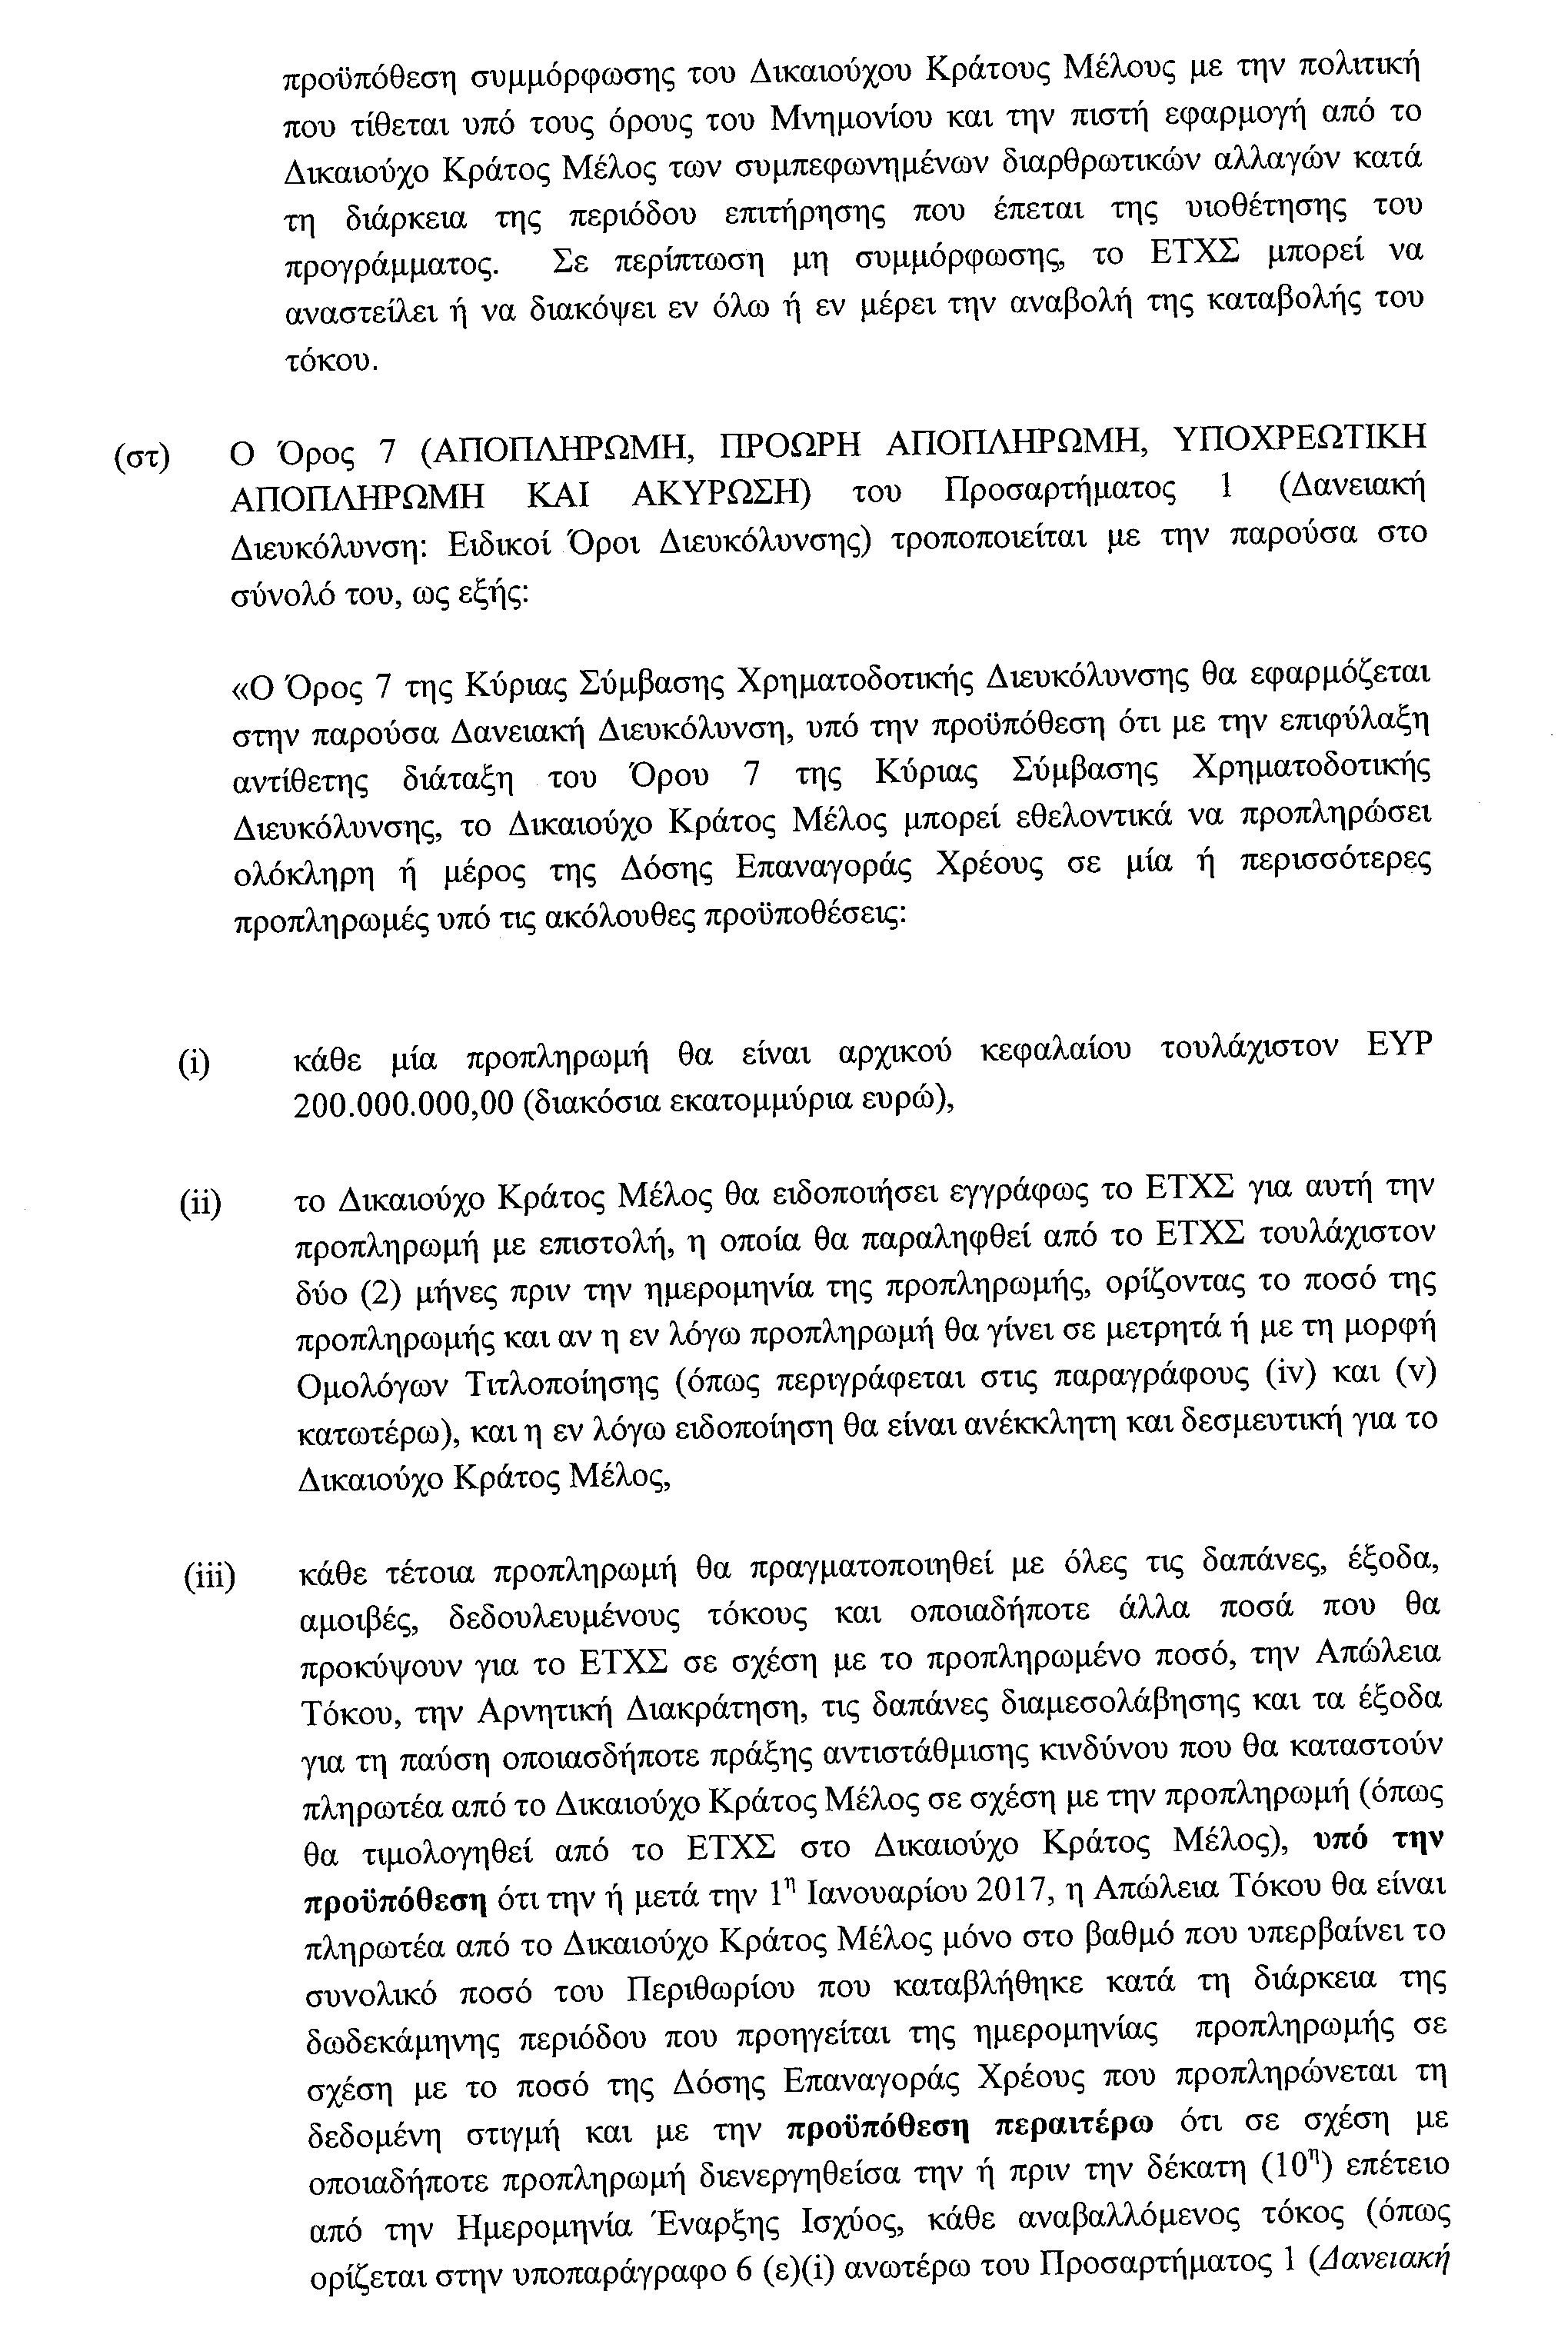 προϋπόθεση συμμόρφωσης του Δικαιούχου Κράτους Μέλους με την πολιτική
που τίθεται υπό τους όρους του Μνημονίου και την πιστή εφαρμογή από το
Δικαιούχο Κράτος Μέλος των συμπεφωνημένων διαρθρωτικών αλλαγών κατά
τη διάρκεια της περιόδου επιτήρησης που έπεται της υιοθέτησης του
προγράμματος. Σε περίπτωση μη συμμόρφωσης, το ΕΤΧΣ μπορεί να
αναστείλει ή να διακόψει εν όλω ή εν μέρει την αναβολή της καταβολής του
τόκου.
(στ) Ο Όρος 7 (ΑΠΟΠΛΗΡΩΜΗ, ΠΡΟΩΡΗ ΑΠΟΠΛΗΡΩΜΗ, ΥΠΟΧΡΕΩΤΙΚΗ
ΑΠΟΠΛΗΡΩΜΗ ΚΑΙ ΑΚΥΡΩΣΗ) του Προσαρτήματος 1 (Δανειακή
Διευκόλυνση: Ειδικοί Όροι Διευκόλυνσης) τροποποιείται με την παρούσα στο
σύνολό του, ως εξής:
«Ο Όρος 7 της Κύριας Σύμβασης Χρηματοδοτικής Διευκόλυνσης θα εφαρμόζεται
στην παρούσα Δανειακή Διευκόλυνση, υπό την προϋπόθεση ότι με την επιφύλαξη
αντίθετης διάταξη του Όρου 7 της Κύριας Σύμβασης Χρηματοδοτικής
Διευκόλυνσης, το Δικαιούχο Κράτος Μέλος μπορεί εθελοντικά να προπληρώσει
ολόκληρη ή μέρος της Δόσης Επαναγοράς Χρέους σε μία ή περισσότερες
προπληρωμές υπό τις ακόλουθες προϋποθέσεις:
(i) κάθε μία προπληρωμή θα είναι αρχικού κεφαλαίου τουλάχιστον ΕΥΡ
200.000.000,00 (διακόσια εκατομμύρια ευρώ),
(ii) το Δικαιούχο Κράτος Μέλος θα ειδοποιήσει εγγράφως το ΕΤΧΣ για αυτή την
προπληρωμή με επιστολή, η οποία θα παραληφθεί από το ΕΤΧΣ τουλάχιστον
δύο (2) μήνες πριν την ημερομηνία της προπληρωμής, ορίζοντας το ποσό της
προπληρωμής και αν η εν λόγω προπληρωμή θα γίνει σε μετρητά ή με τη μορφή
Ομολόγων Τιτλοποίησης (όπως περιγράφεται στις παραγράφους (iv) και (v)
κατωτέρω), και η εν λόγω ειδοποίηση θα είναι ανέκκλητη και δεσμευτική για το
Δικαιούχο Κράτος Μέλος,
(iii) κάθε τέτοια προπληρωμή θα πραγματοποιηθεί με όλες τις δαπάνες, έξοδα,
αμοιβές, δεδουλευμένους τόκους και οποιαδήποτε άλλα ποσά που θα
προκύψουν για το ΕΤΧΣ σε σχέση με το προπληρωμένο ποσό, την Απώλεια
Τόκου, την Αρνητική Διακράτηση, τις δαπάνες διαμεσολάβησης και τα έξοδα
για τη παύση οποιασδήποτε πράξης αντιστάθμισης κινδύνου που θα καταστούν
πληρωτέα από το Δικαιούχο Κράτος Μέλος σε σχέση με την προπληρωμή (όπως
θα τιμολογηθεί από το ΕΤΧΣ στο Δικαιούχο Κράτος Μέλος), υπό την
προϋπόθεση ότι την ή μετά την 1η Ιανουαρίου 2017, η Απώλεια Τόκου θα είναι
πληρωτέα από το Δικαιούχο Κράτος Μέλος μόνο στο βαθμό που υπερβαίνει το
συνολικό ποσό του Περιθωρίου που καταβλήθηκε κατά τη διάρκεια της
δωδεκάμηνης περιόδου που προηγείται της ημερομηνίας προπληρωμής σε
σχέση με το ποσό της Δόσης Επαναγοράς Χρέους που προπληρώνεται τη
δεδομένη στιγμή και με την προϋπόθεση περαιτέρω ότι σε σχέση με
οποιαδήποτε προπληρωμή διενεργηθείσα την ή πριν την δέκατη (10η) επέτειο
από την Ημερομηνία Έναρξης Ισχύος, κάθε αναβαλλόμενος τόκος (όπως
ορίζεται στην υποπαράγραφο 6 (ε)(i) ανωτέρω του Προσαρτήματος 1 (Δανειακή